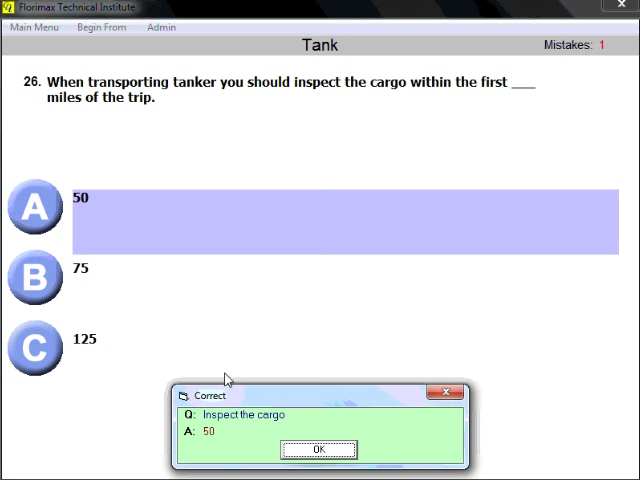 Florimax Technical Institute
Main Menu Begin From Admin
Tank Mistakes: 1
26. When transporting tanker you should inspect the cargo within the first ___
miles of the trip.
A 50
B 75
C 125
Correct
Q: Inspect the cargo
A: 50
OK